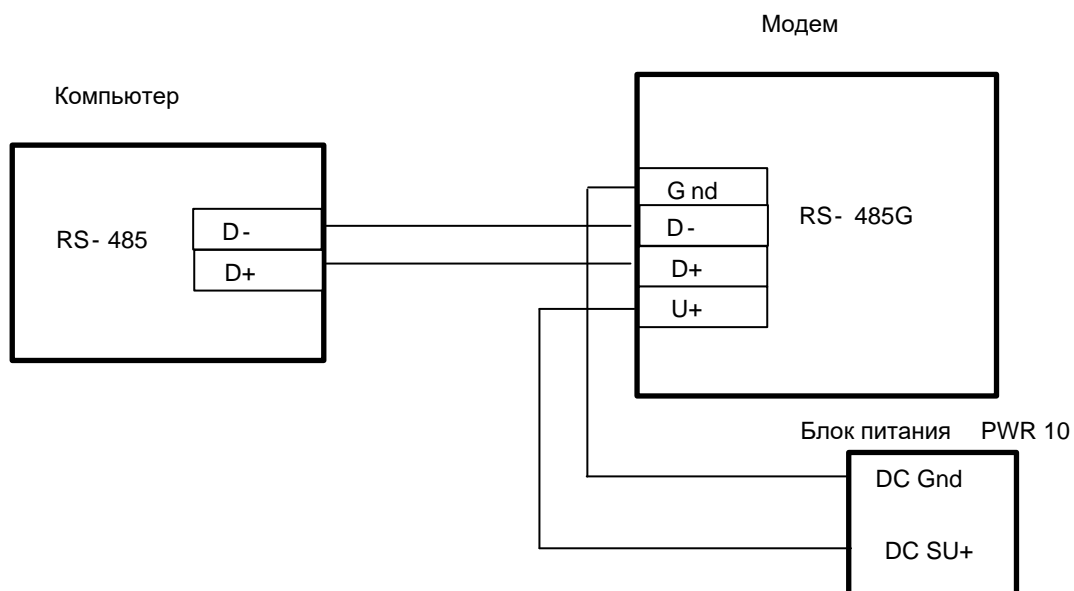 Модем
Компьютер
G nd
RS- 485G
D -
RS- 485
D -
D+
D+
U+
Блок питания PWR 10
DC Gnd
DC SU+